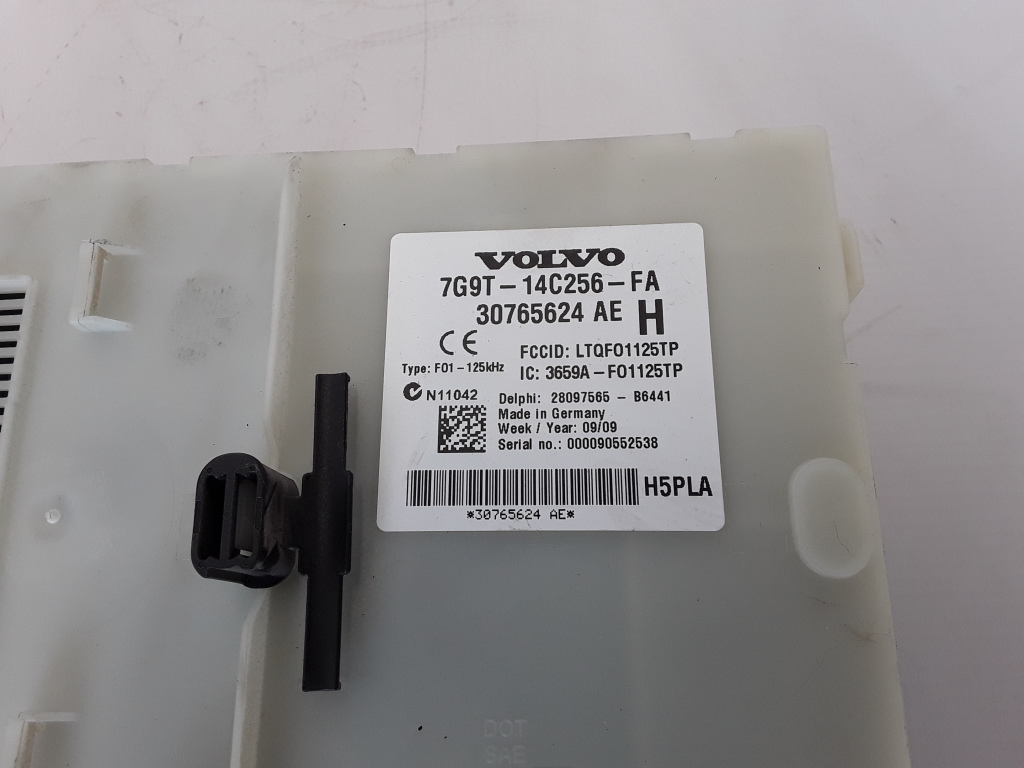 VOLVO
7G9T-14C256-FA
30765624 AE H
CE
FCCID: LTQFO1125TP
Type: F01-125kHz
IC: 3659A-FO1125TP
N11042
Delphi: 28097565 - B6441
Made in Germany
Week / Year: 09/09
Serial no.: 000090552538
H5PLA
*30765624 AE*
DOT
SAE